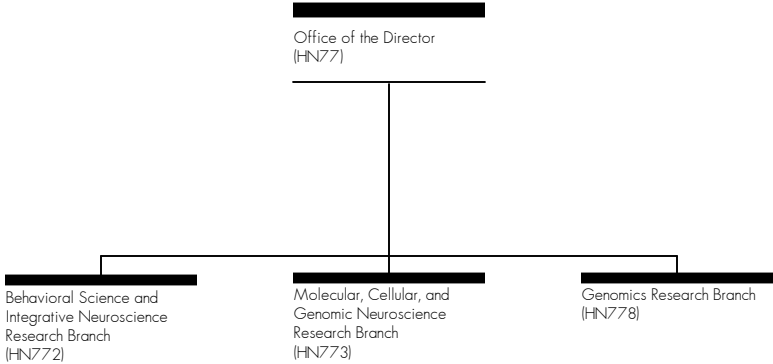 Office of the Director
(HN77)
Behavioral Science and
Integrative Neuroscience
Research Branch
(HN772)
Molecular, Cellular, and
Genomic Neuroscience
Research Branch
(HN773)
Genomics Research Branch
(HN778)